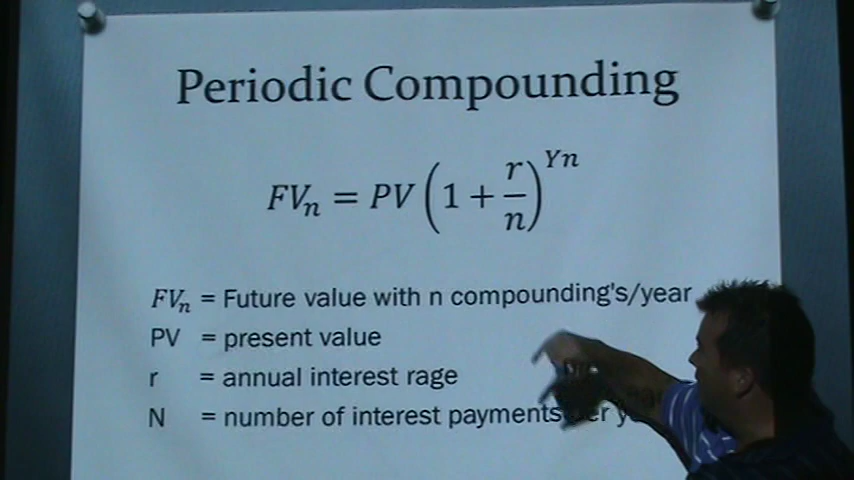 Periodic Compounding
FVₙ = PV (1 + r/n)^Yn
FVₙ = Future value with n compounding's/year
PV = present value
r = annual interest rage
N = number of interest payments